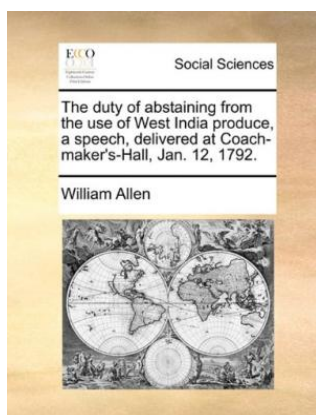 ECCO
Social Sciences
The duty of abstaining from
the use of West India produce,
a speech, delivered at Coach-
maker's-Hall, Jan. 12, 1792.
William Allen